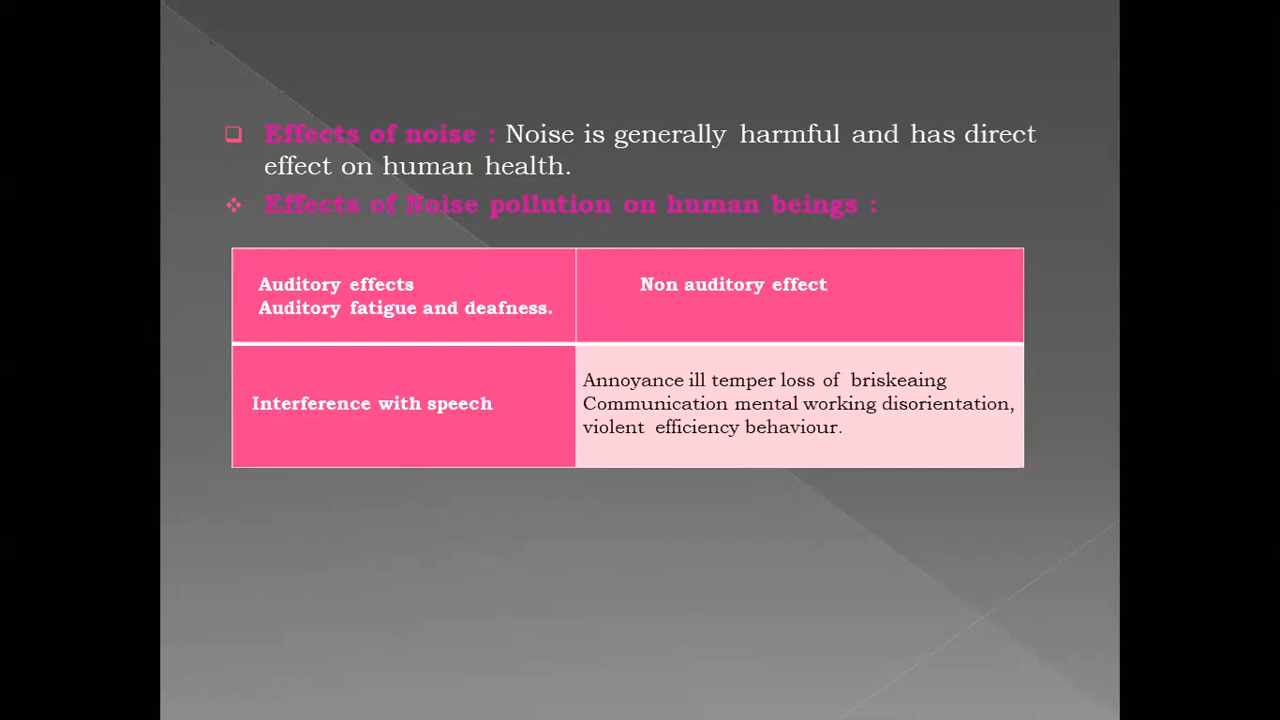 Effects of noise : Noise is generally harmful and has direct
effect on human health.
Effects of Noise pollution on human beings :
Auditory effects
Auditory fatigue and deafness.
Non auditory effect
Interference with speech
Annoyance ill temper loss of briskeaing
Communication mental working disorientation,
violent efficiency behaviour.